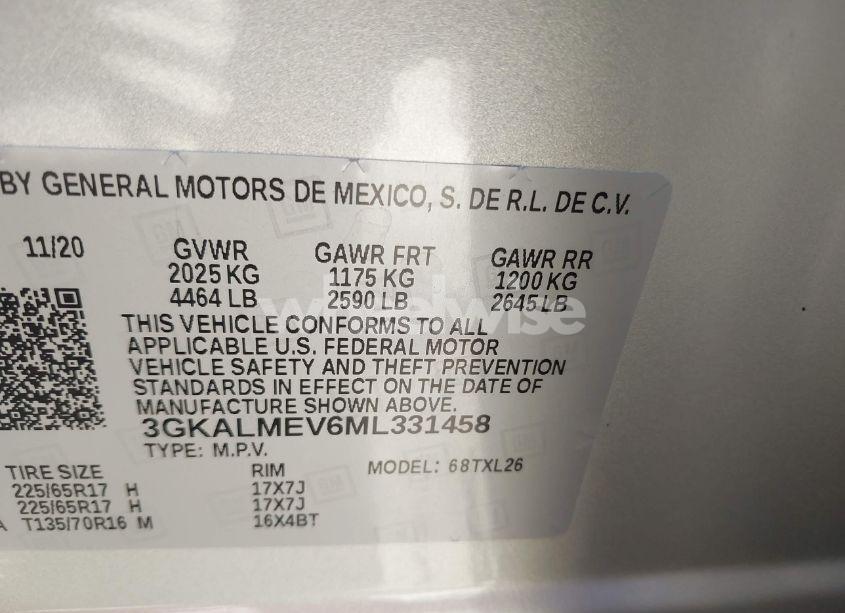 BY GENERAL MOTORS DE MEXICO, S. DE R.L. DE C.V.
11/20 GVWR GAWR FRT GAWR RR
2025 KG 1175 KG 1200 KG
4464 LB 2590 LB 2645 LB
wheelwise
THIS VEHICLE CONFORMS TO ALL
APPLICABLE U.S. FEDERAL MOTOR
VEHICLE SAFETY AND THEFT PREVENTION
STANDARDS IN EFFECT ON THE DATE OF
MANUFACTURE SHOWN ABOVE.
3GKALMEV6ML331458
TYPE: M.P.V. MODEL: 68TXL26
TIRE SIZE RIM
225/65R17 H 17X7J
225/65R17 H 17X7J
T135/70R16 M 16X4BT